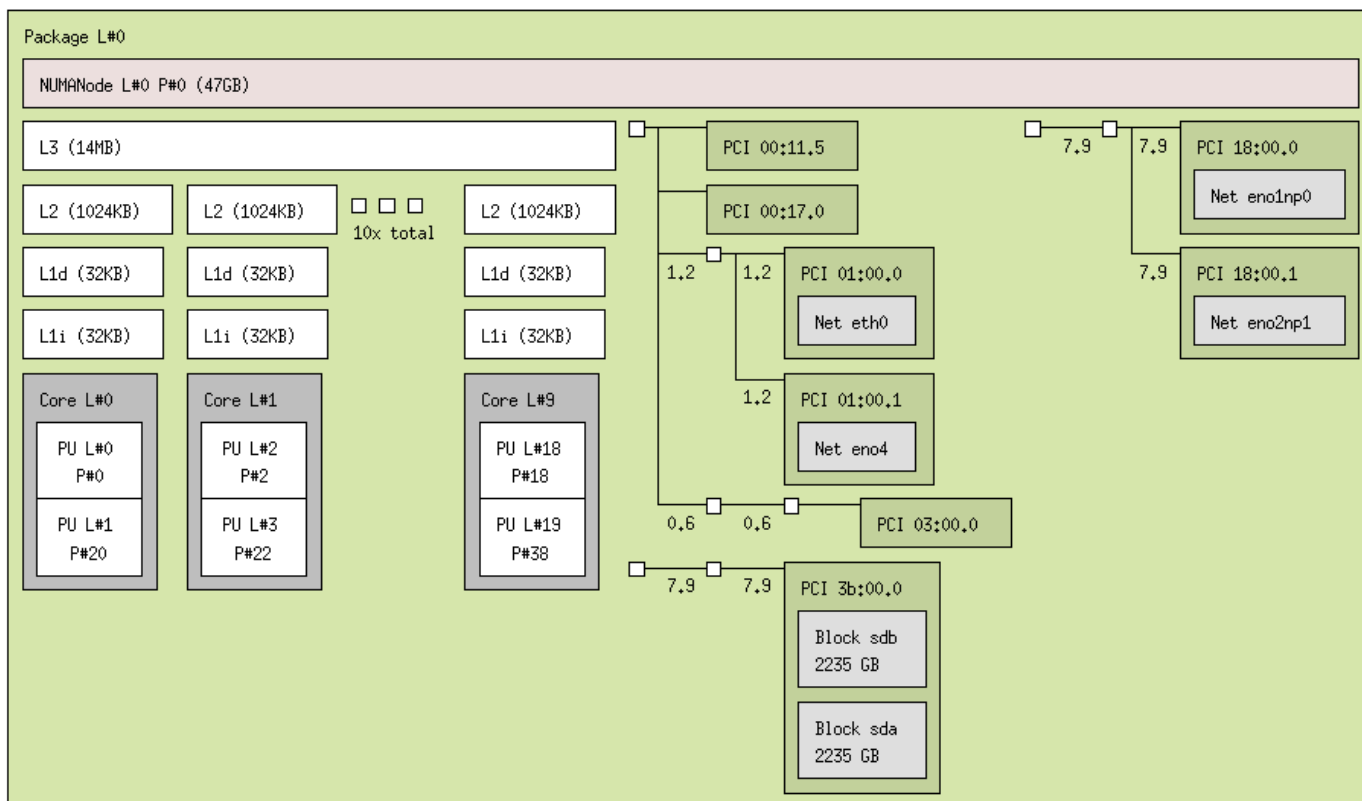 Package L#0
NUMANode L#0 P#0 (47GB)
L3 (14MB)
L2 (1024KB)
L2 (1024KB)
10x total
L2 (1024KB)
L1d (32KB)
L1d (32KB)
L1d (32KB)
L1i (32KB)
L1i (32KB)
L1i (32KB)
Core L#0
PU L#0
P#0
PU L#1
P#20
Core L#1
PU L#2
P#2
PU L#3
P#22
Core L#9
PU L#18
P#18
PU L#19
P#38
PCI 00:11.5
PCI 00:17.0
1.2
1.2
PCI 01:00.0
Net eth0
1.2
PCI 01:00.1
Net eno4
0.6
0.6
PCI 03:00.0
7.9
7.9
PCI 3b:00.0
Block sdb
2235 GB
Block sda
2235 GB
7.9
7.9
PCI 18:00.0
Net eno1np0
7.9
PCI 18:00.1
Net eno2np1